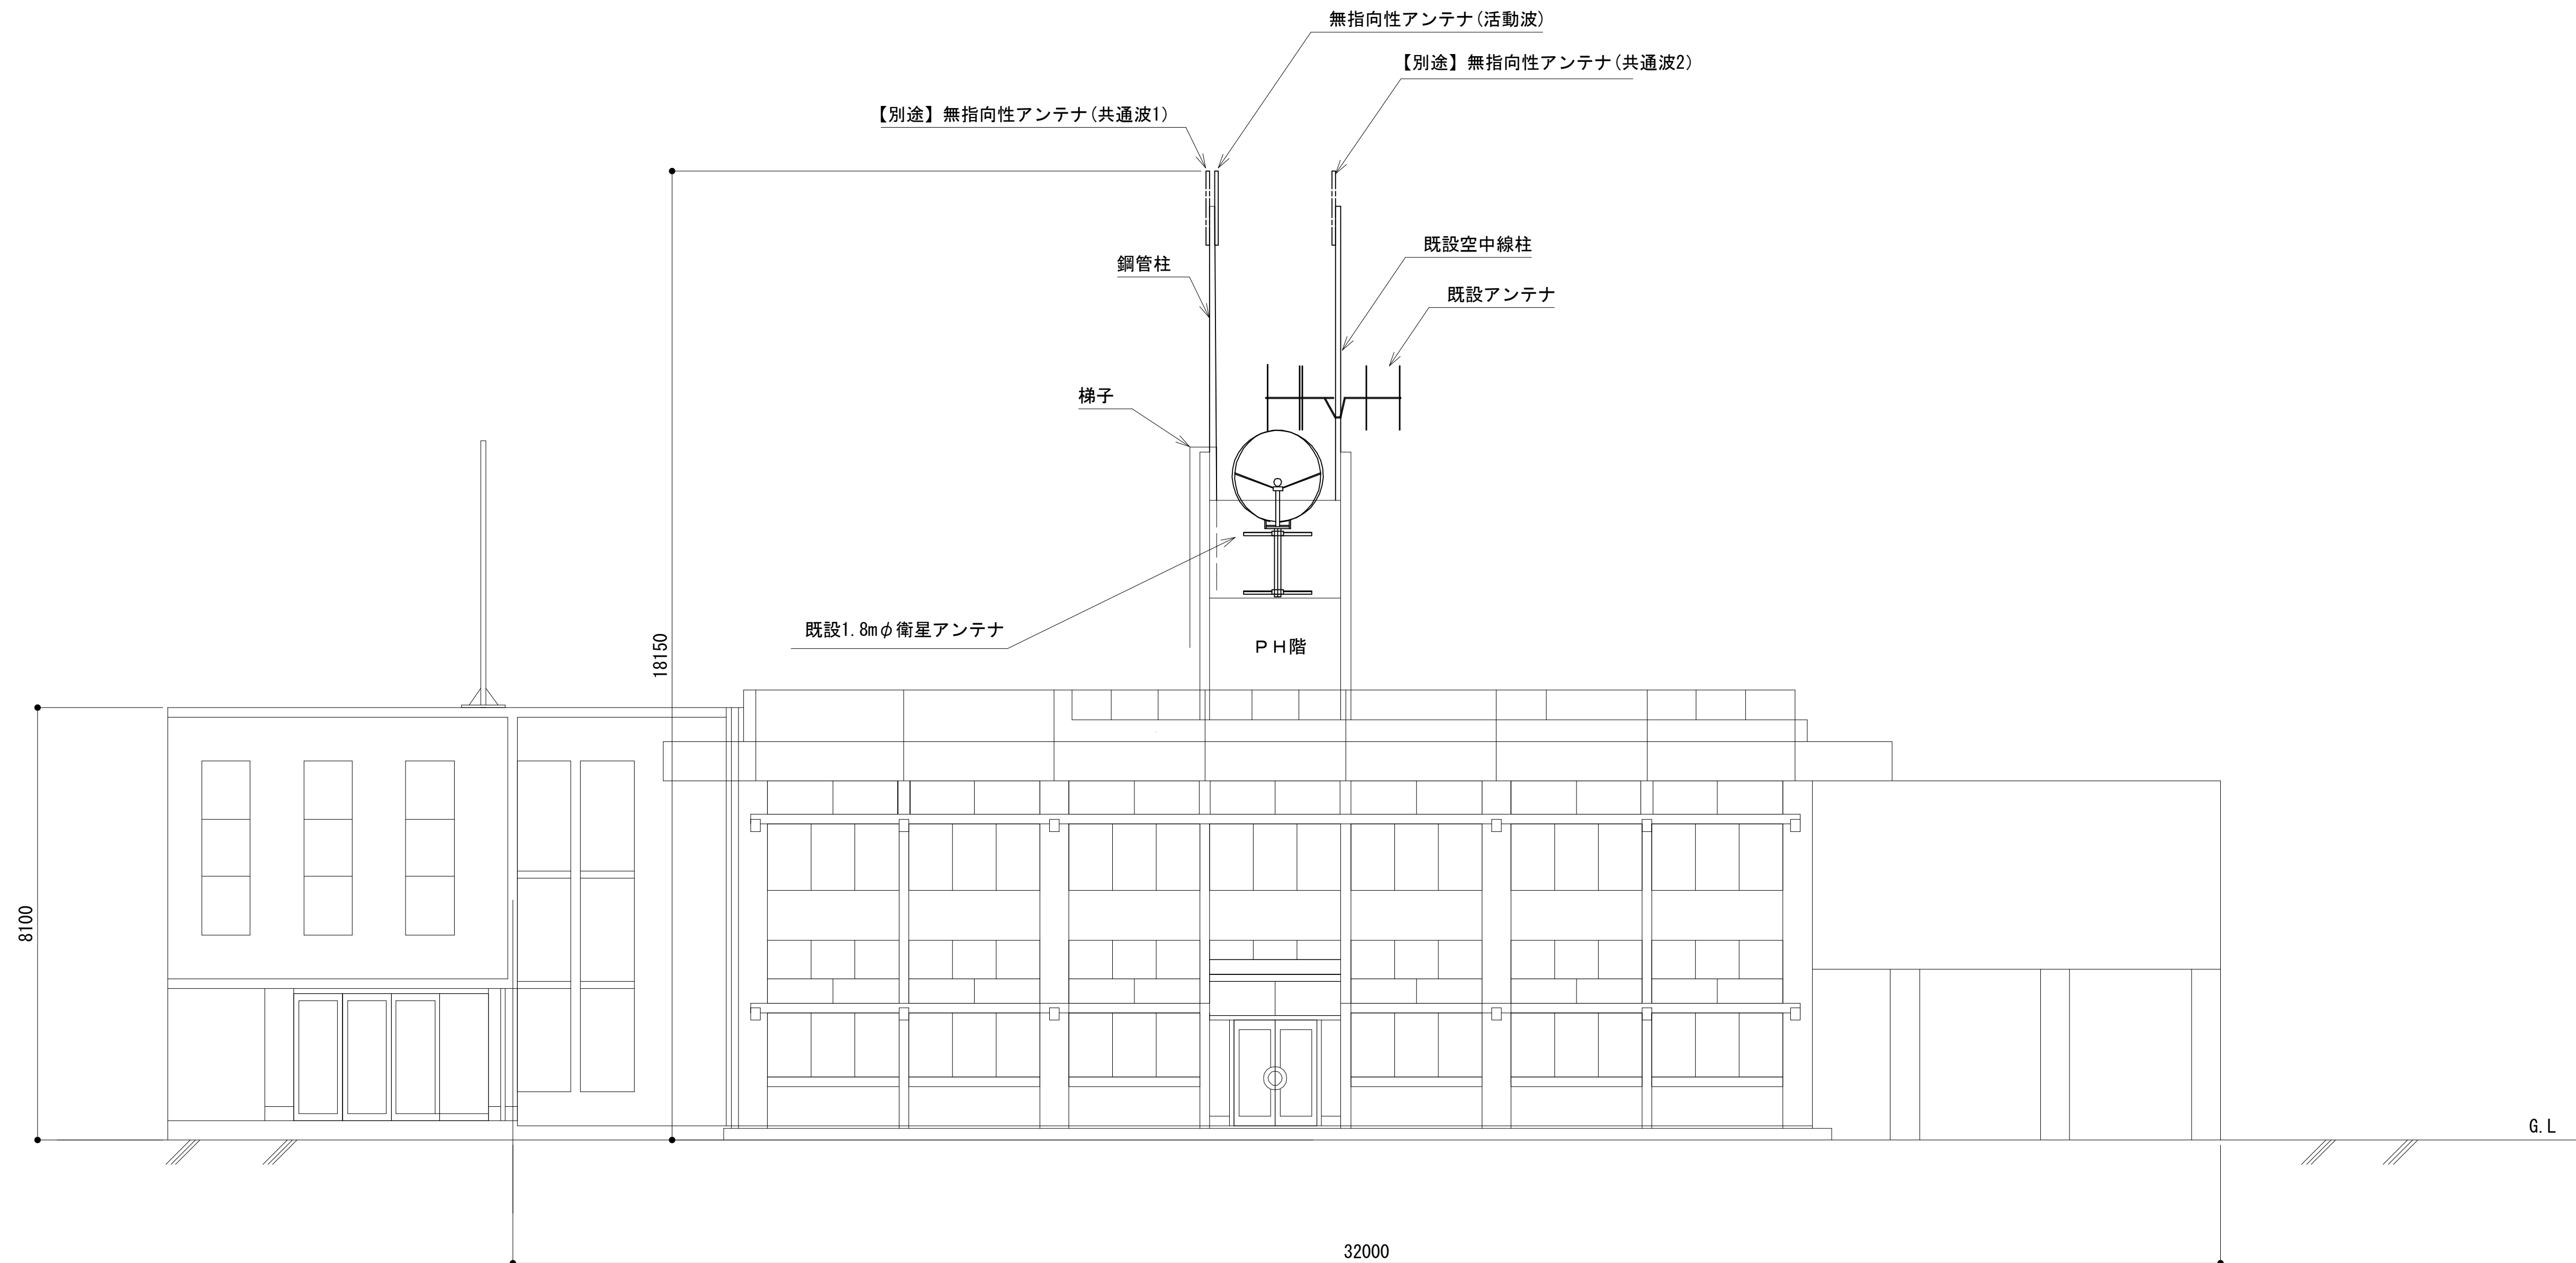 無指向性アンテナ(活動波)
【別途】無指向性アンテナ(共通波2)
【別途】無指向性アンテナ(共通波1)
既設空中線柱
鋼管柱
既設アンテナ
梯子
既設1.8mφ衛星アンテナ
18150
ＰＨ階
8100
G.L
32000